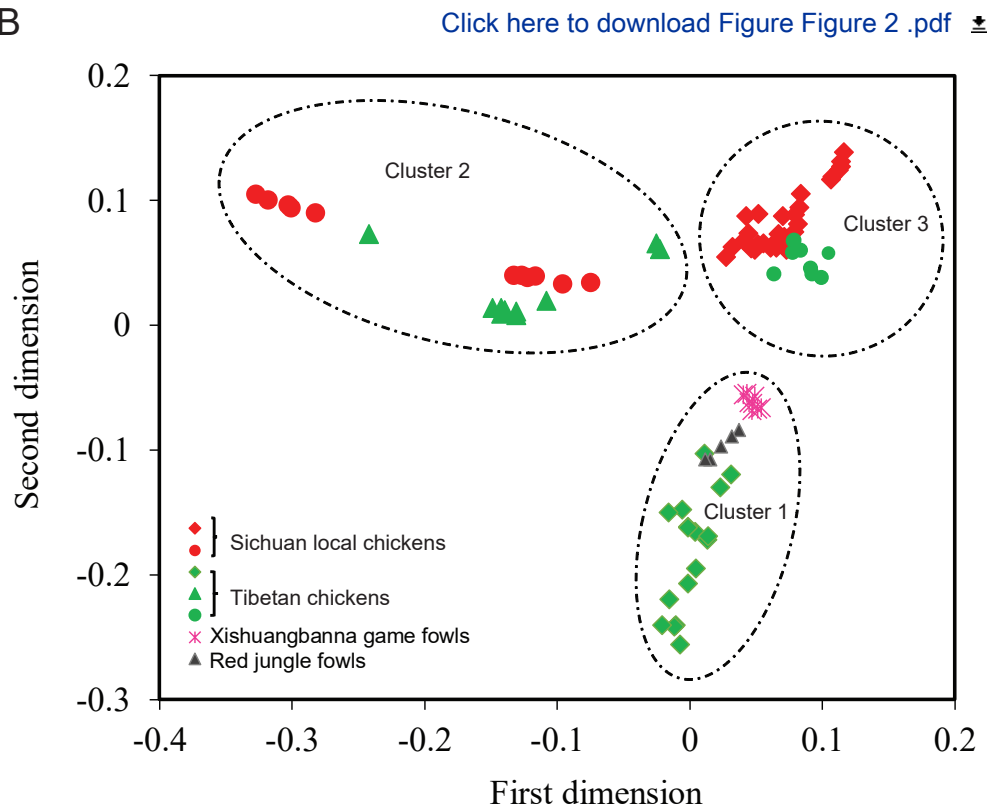 B
Click here to download Figure Figure 2 .pdf
0.2
0.1
0
-0.1
-0.2
-0.3
Second dimension
Cluster 2
Cluster 3
Cluster 1
Sichuan local chickens
Tibetan chickens
Xishuangbanna game fowls
Red jungle fowls
-0.4 -0.3 -0.2 -0.1 0 0.1 0.2
First dimension